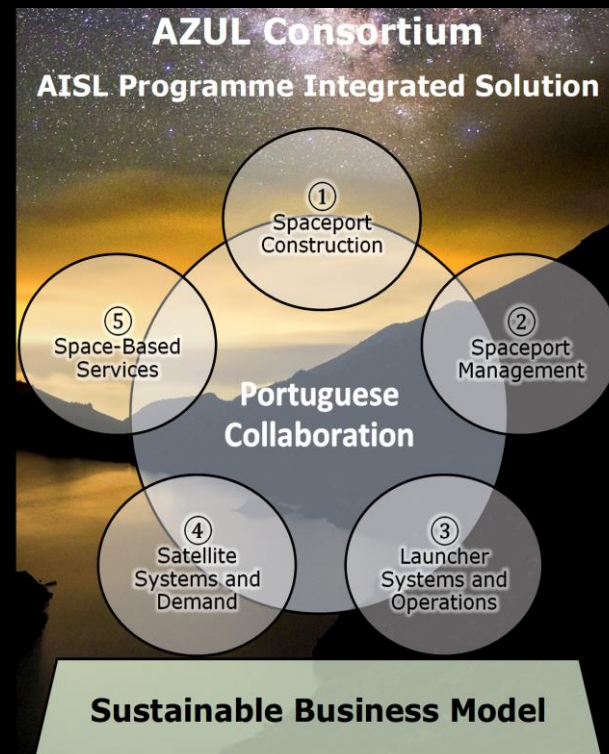 AZUL Consortium
AISL Programme Integrated Solution
①
Spaceport
Construction
②
Spaceport
Management
③
Launcher
Systems and
Operations
④
Satellite
Systems and
Demand
⑤
Space-Based
Services
Portuguese
Collaboration
Sustainable Business Model